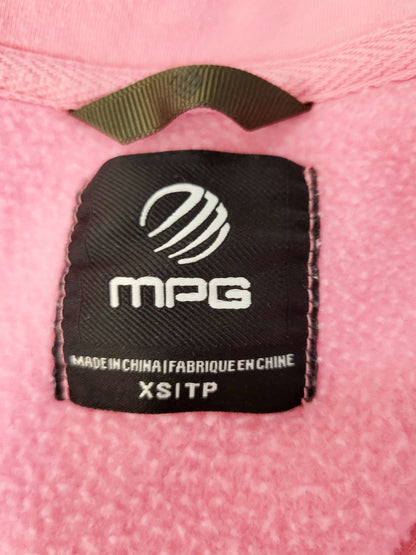 MPG
MADE IN CHINA | FABRIQUE EN CHINE
XS | TP